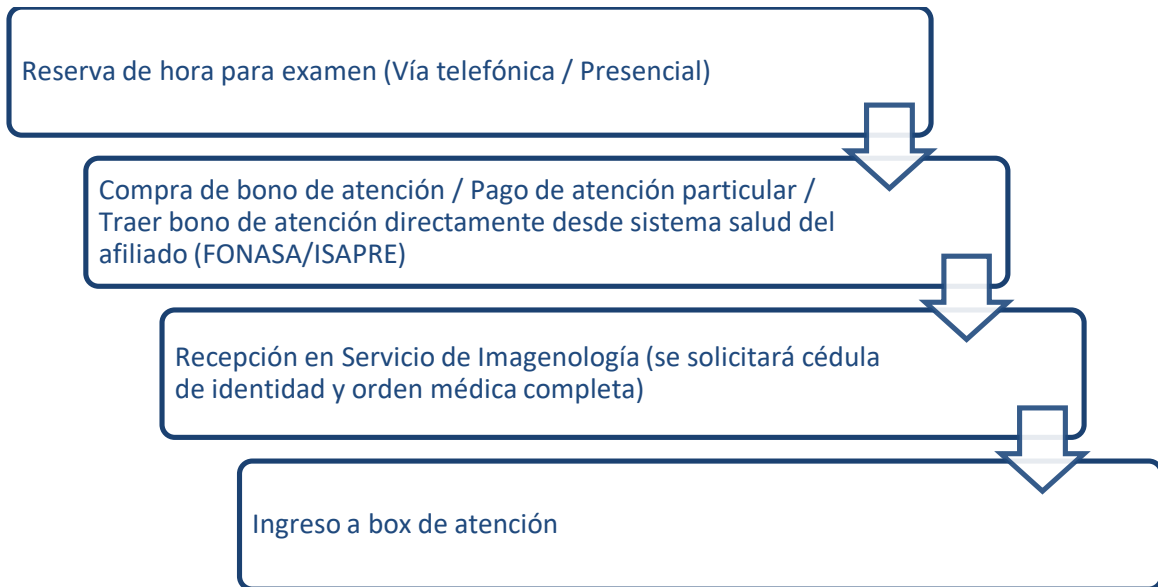 Reserva de hora para examen (Vía telefónica / Presencial)
Compra de bono de atención / Pago de atención particular /
Traer bono de atención directamente desde sistema salud del
afiliado (FONASA/ISAPRE)
Recepción en Servicio de Imagenología (se solicitará cédula
de identidad y orden médica completa)
Ingreso a box de atención